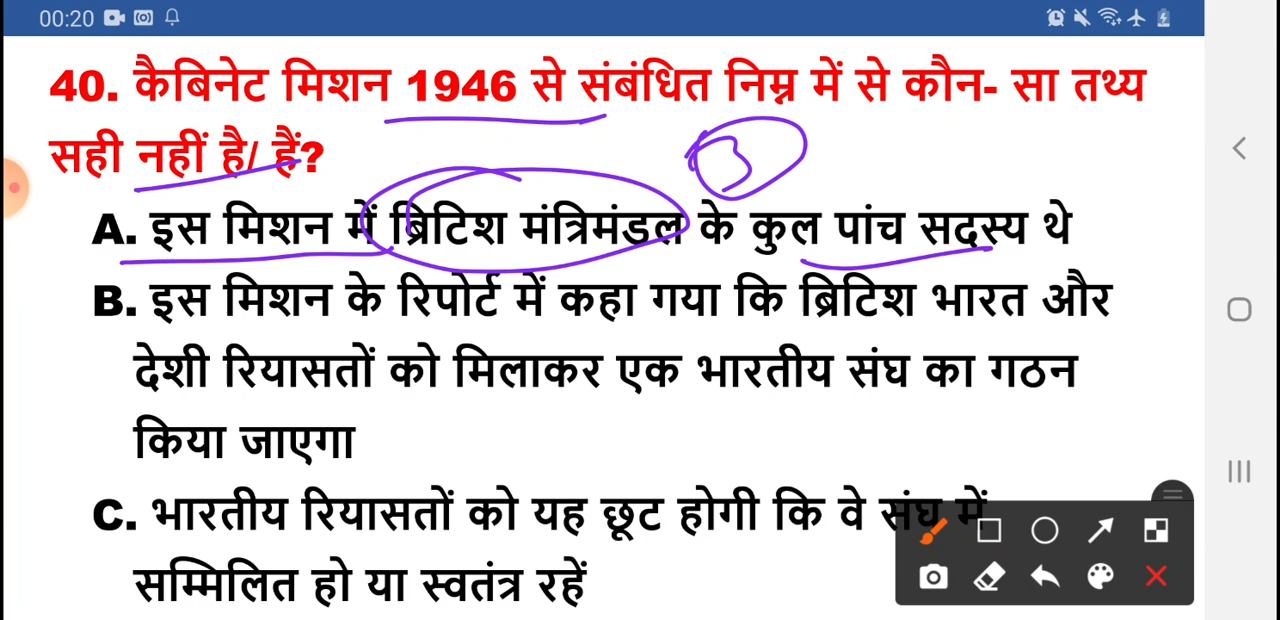 00:20
40. कैबिनेट मिशन 1946 से संबंधित निम्न में से कौन- सा तथ्य
सही नहीं है/ हैं?
3
A. इस मिशन में ब्रिटिश मंत्रिमंडल के कुल पांच सदस्य थे
B. इस मिशन के रिपोर्ट में कहा गया कि ब्रिटिश भारत और
देशी रियासतों को मिलाकर एक भारतीय संघ का गठन
किया जाएगा
C. भारतीय रियासतों को यह छूट होगी कि वे संघ में
सम्मिलित हो या स्वतंत्र रहें